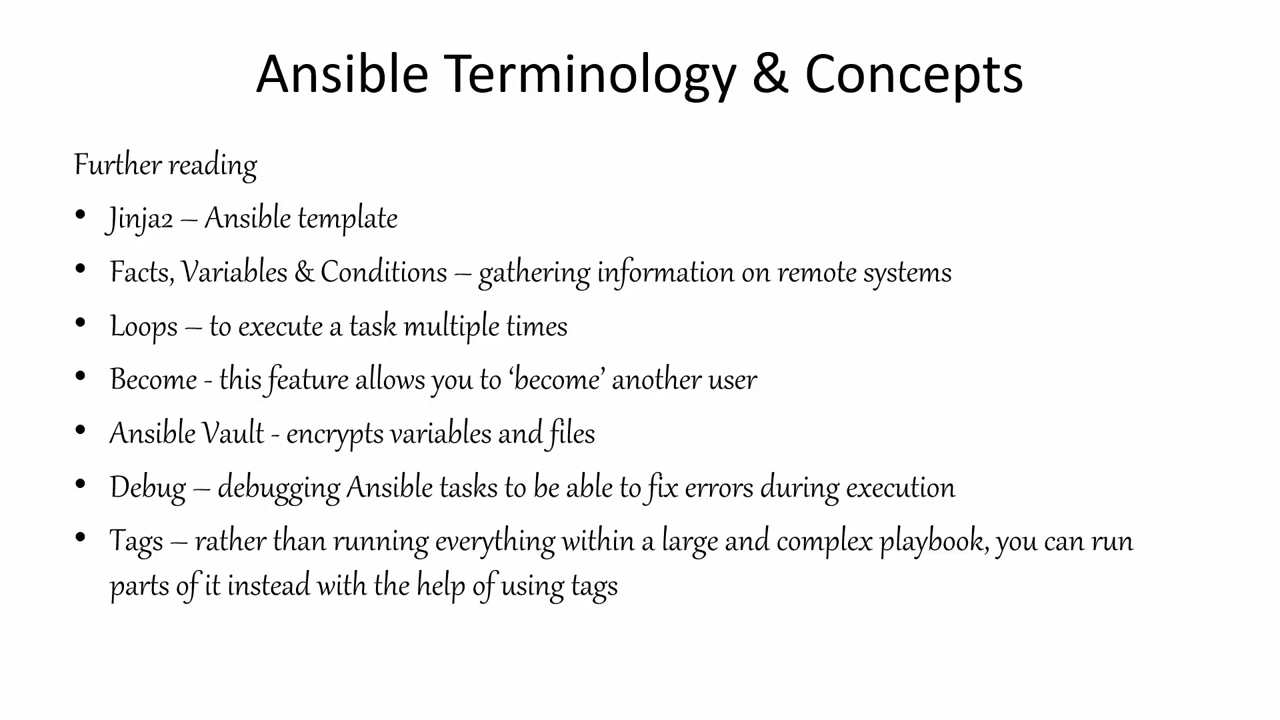 Ansible Terminology & Concepts
Further reading
• Jinja2 – Ansible template
• Facts, Variables & Conditions – gathering information on remote systems
• Loops – to execute a task multiple times
• Become - this feature allows you to ‘become’ another user
• Ansible Vault - encrypts variables and files
• Debug – debugging Ansible tasks to be able to fix errors during execution
• Tags – rather than running everything within a large and complex playbook, you can run
parts of it instead with the help of using tags